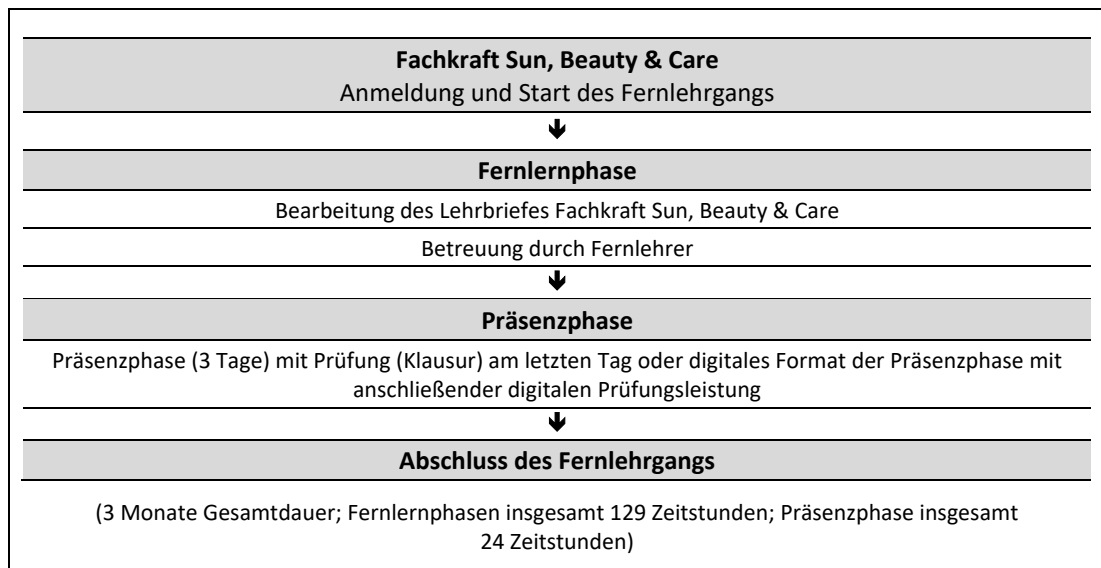 Fachkraft Sun, Beauty & Care
Anmeldung und Start des Fernlehrgangs
🡻
Fernlernphase
Bearbeitung des Lehrbriefes Fachkraft Sun, Beauty & Care
Betreuung durch Fernlehrer
🡻
Präsenzphase
Präsenzphase (3 Tage) mit Prüfung (Klausur) am letzten Tag oder digitales Format der Präsenzphase mit
anschließender digitalen Prüfungsleistung
🡻
Abschluss des Fernlehrgangs
(3 Monate Gesamtdauer; Fernlernphasen insgesamt 129 Zeitstunden; Präsenzphase insgesamt
24 Zeitstunden)